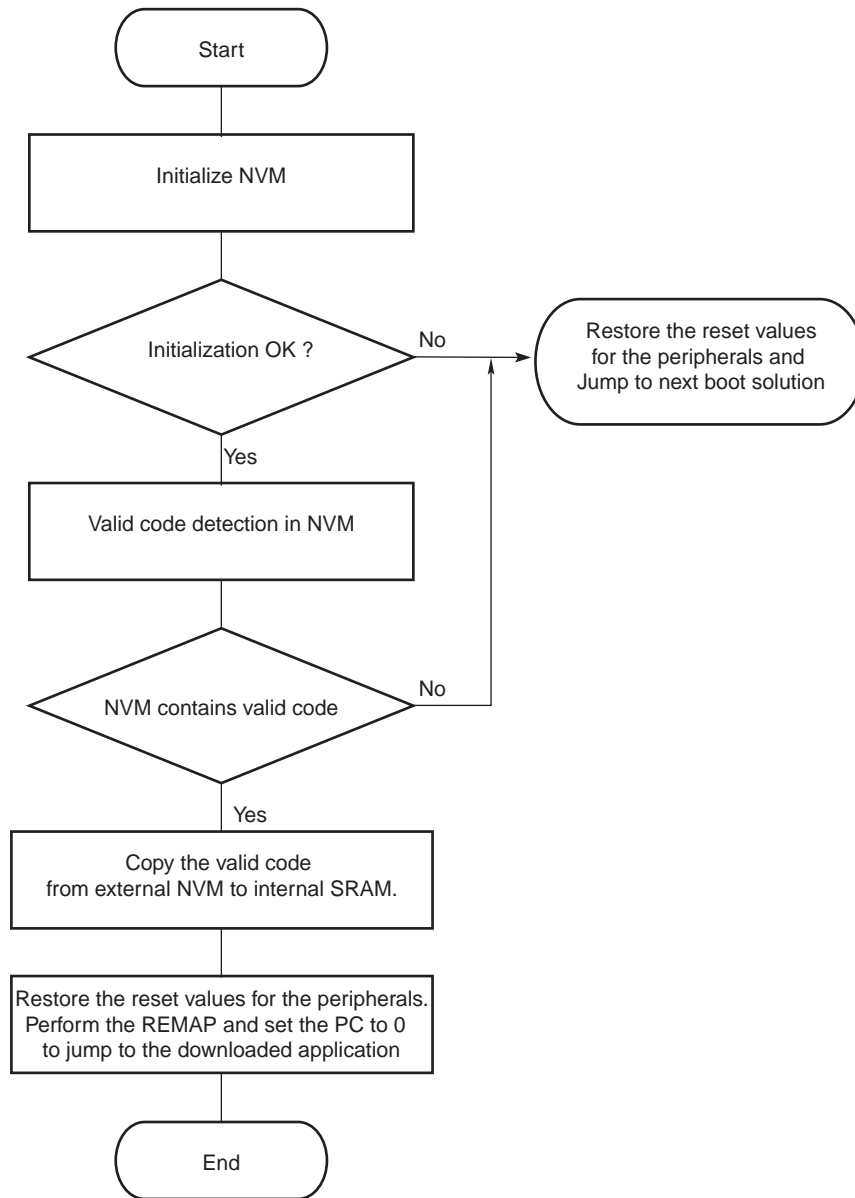 Start
Initialize NVM
Initialization OK ?
No
Restore the reset values
for the peripherals and
Jump to next boot solution
Yes
Valid code detection in NVM
NVM contains valid code
No
Yes
Copy the valid code
from external NVM to internal SRAM.
Restore the reset values for the peripherals.
Perform the REMAP and set the PC to 0
to jump to the downloaded application
End